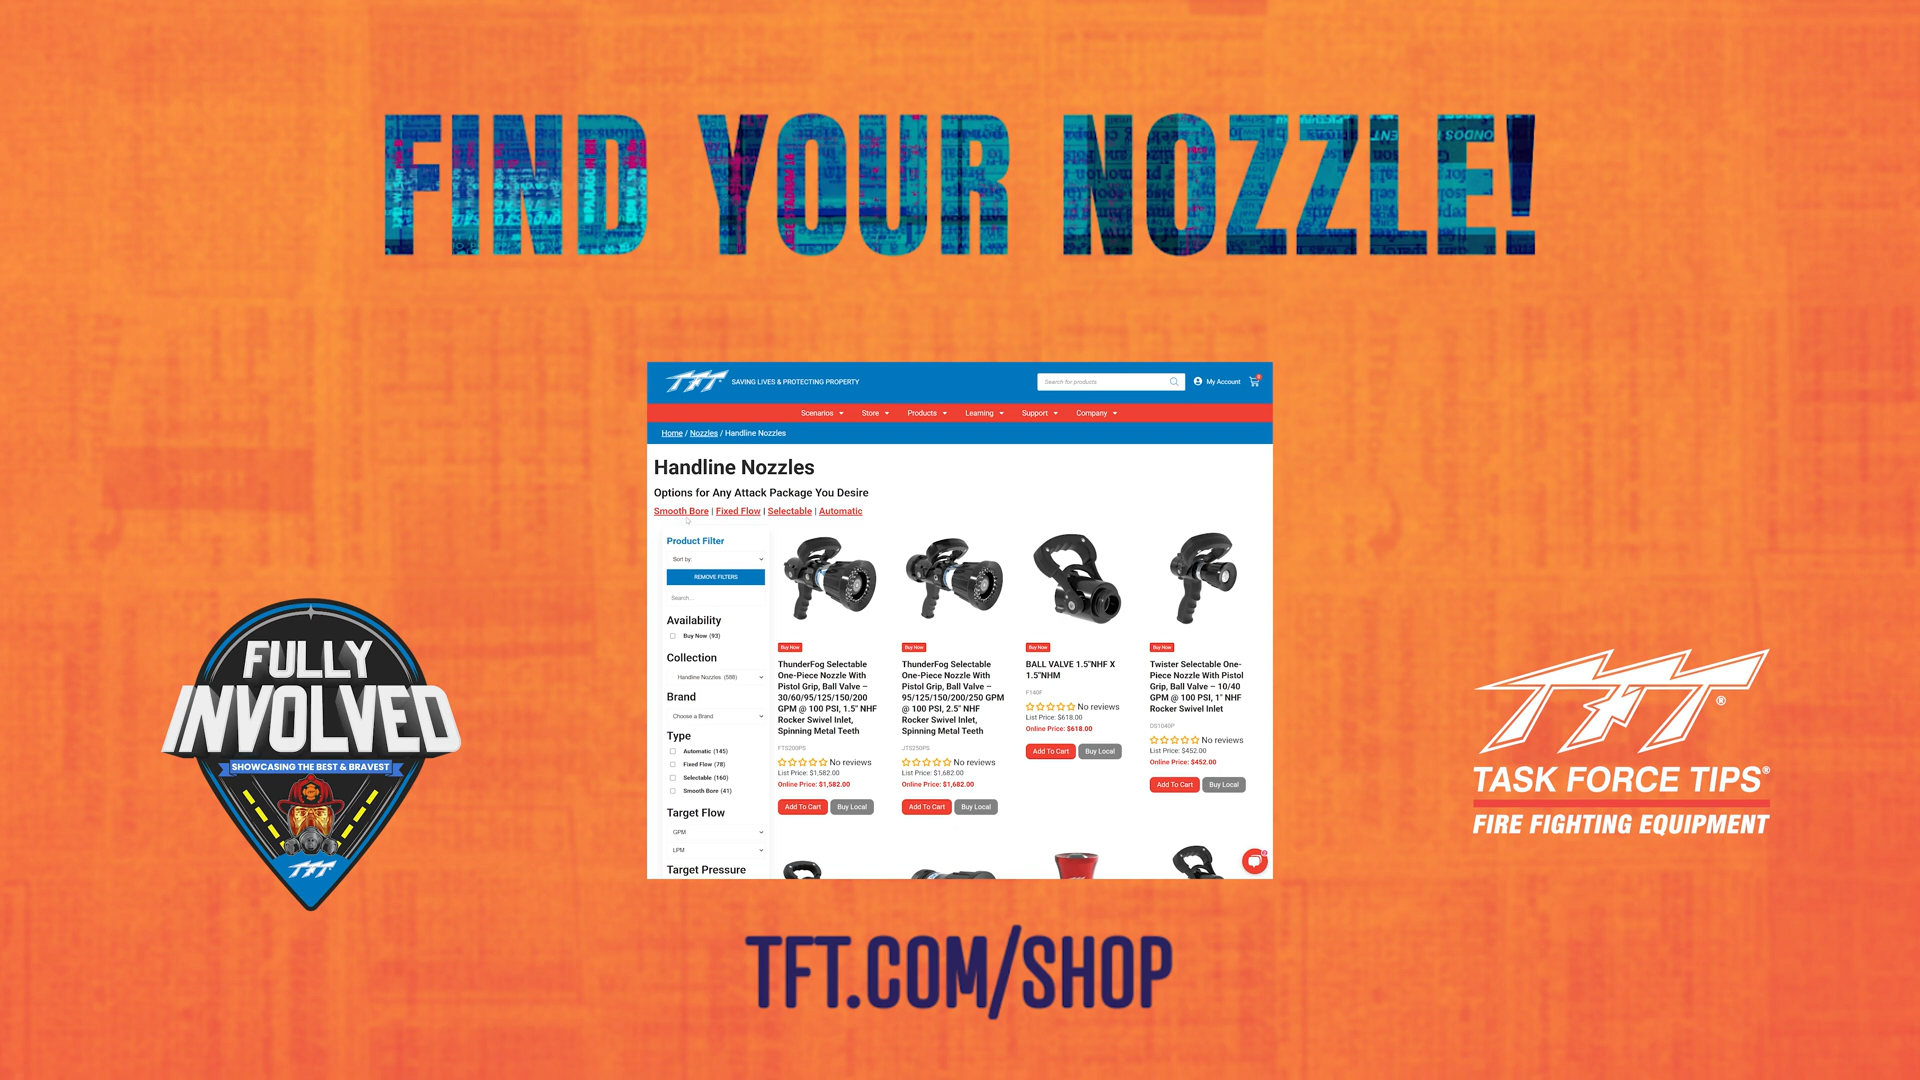 FIND YOUR NOZZLE!
TFT SAVING LIVES & PROTECTING PROPERTY
Search for products
My Account
Scenarios Store Products Learning Support Company
Home / Nozzles / Handline Nozzles
Handline Nozzles
Options for Any Attack Package You Desire
Smooth Bore | Fixed Flow | Selectable | Automatic
Product Filter
Sort by:
REMOVE FILTERS
Search...
Availability
Buy Now (93)
Collection
Handline Nozzles (588)
Brand
Choose a Brand
Type
Automatic (145)
Fixed Flow (78)
Selectable (160)
Smooth Bore (41)
Target Flow
GPM
LPM
Target Pressure
Buy Now
ThunderFog Selectable
One-Piece Nozzle With
Pistol Grip, Ball Valve –
30/60/95/125/150/200
GPM @ 100 PSI, 1.5" NHF
Rocker Swivel Inlet,
Spinning Metal Teeth
FTS200PS
No reviews
List Price: $1,582.00
Online Price: $1,582.00
Add To Cart Buy Local
Buy Now
ThunderFog Selectable
One-Piece Nozzle With
Pistol Grip, Ball Valve –
95/125/150/200/250 GPM
@ 100 PSI, 2.5" NHF
Rocker Swivel Inlet,
Spinning Metal Teeth
JTS250PS
No reviews
List Price: $1,682.00
Online Price: $1,682.00
Add To Cart Buy Local
Buy Now
BALL VALVE 1.5"NHF X
1.5"NHM
F140F
No reviews
List Price: $618.00
Online Price: $618.00
Add To Cart Buy Local
Buy Now
Twister Selectable One-
Piece Nozzle With Pistol
Grip, Ball Valve – 10/40
GPM @ 100 PSI, 1" NHF
Rocker Swivel Inlet
DS1040P
No reviews
List Price: $452.00
Online Price: $452.00
Add To Cart Buy Local
FULLY
INVOLVED
SHOWCASING THE BEST & BRAVEST
TFT
TFT®
TASK FORCE TIPS®
FIRE FIGHTING EQUIPMENT
TFT.COM/SHOP